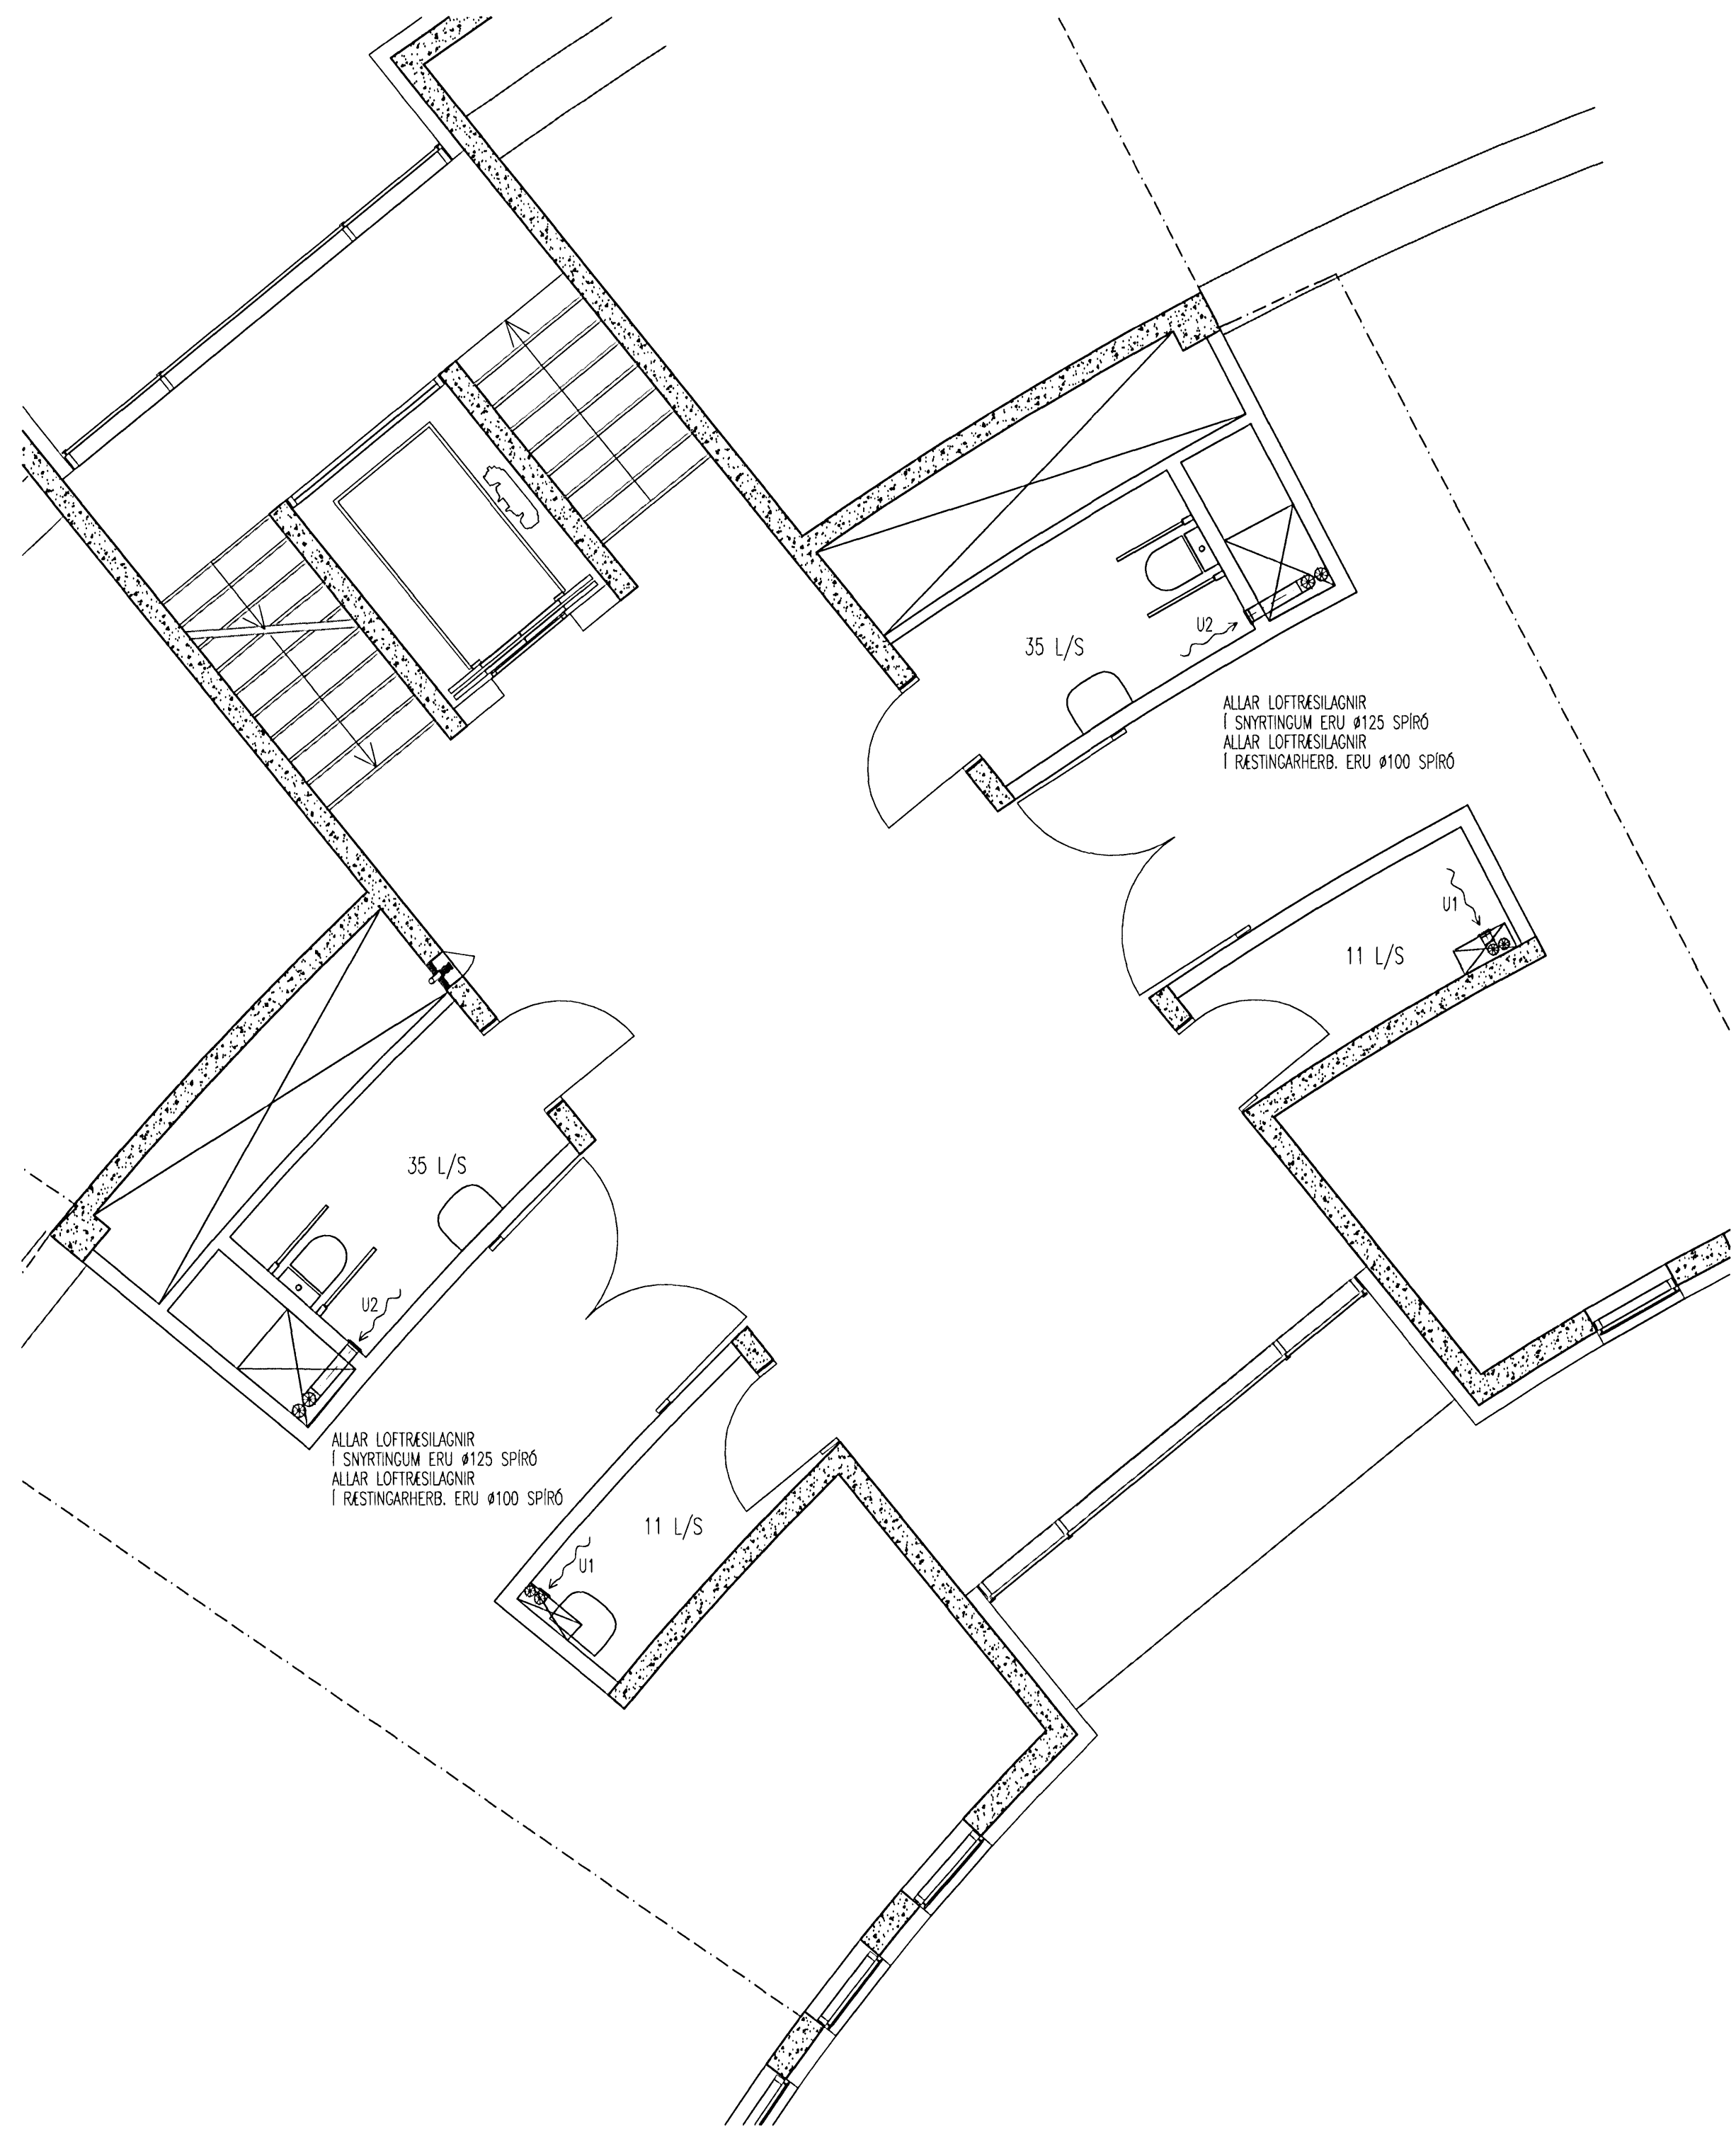 U2
35 L/S
ALLAR LOFTRÆSILAGNIR
Í SNYRTINGUM ERU Ø125 SPÍRÓ
ALLAR LOFTRÆSILAGNIR
Í RÆSTINGARHERB. ERU Ø100 SPÍRÓ
U1
11 L/S
35 L/S
U2
ALLAR LOFTRÆSILAGNIR
Í SNYRTINGUM ERU Ø125 SPÍRÓ
ALLAR LOFTRÆSILAGNIR
Í RÆSTINGARHERB. ERU Ø100 SPÍRÓ
11 L/S
U1